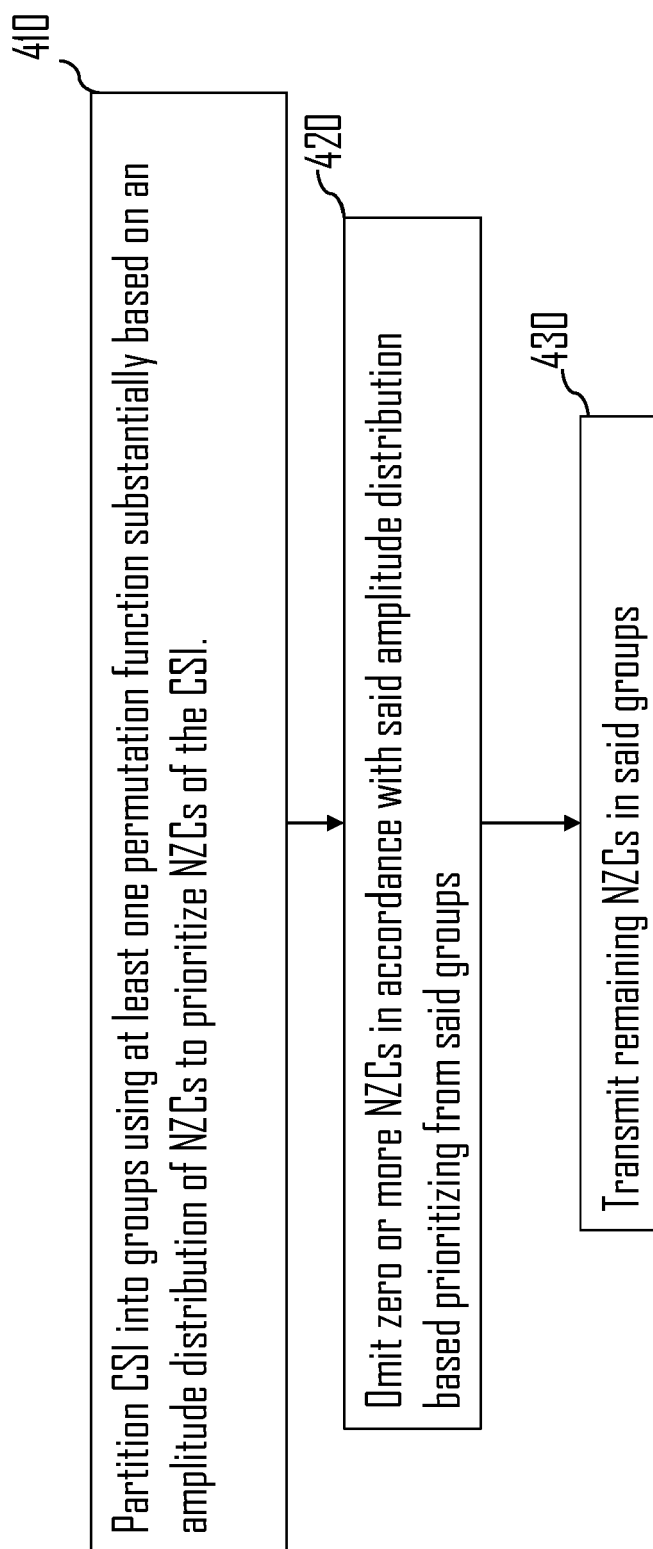 410
Partition CSI into groups using at least one permutation function substantially based on an
amplitude distribution of NZCs to prioritize NZCs of the CSI.
420
Omit zero or more NZCs in accordance with said amplitude distribution
based prioritizing from said groups
430
Transmit remaining NZCs in said groups